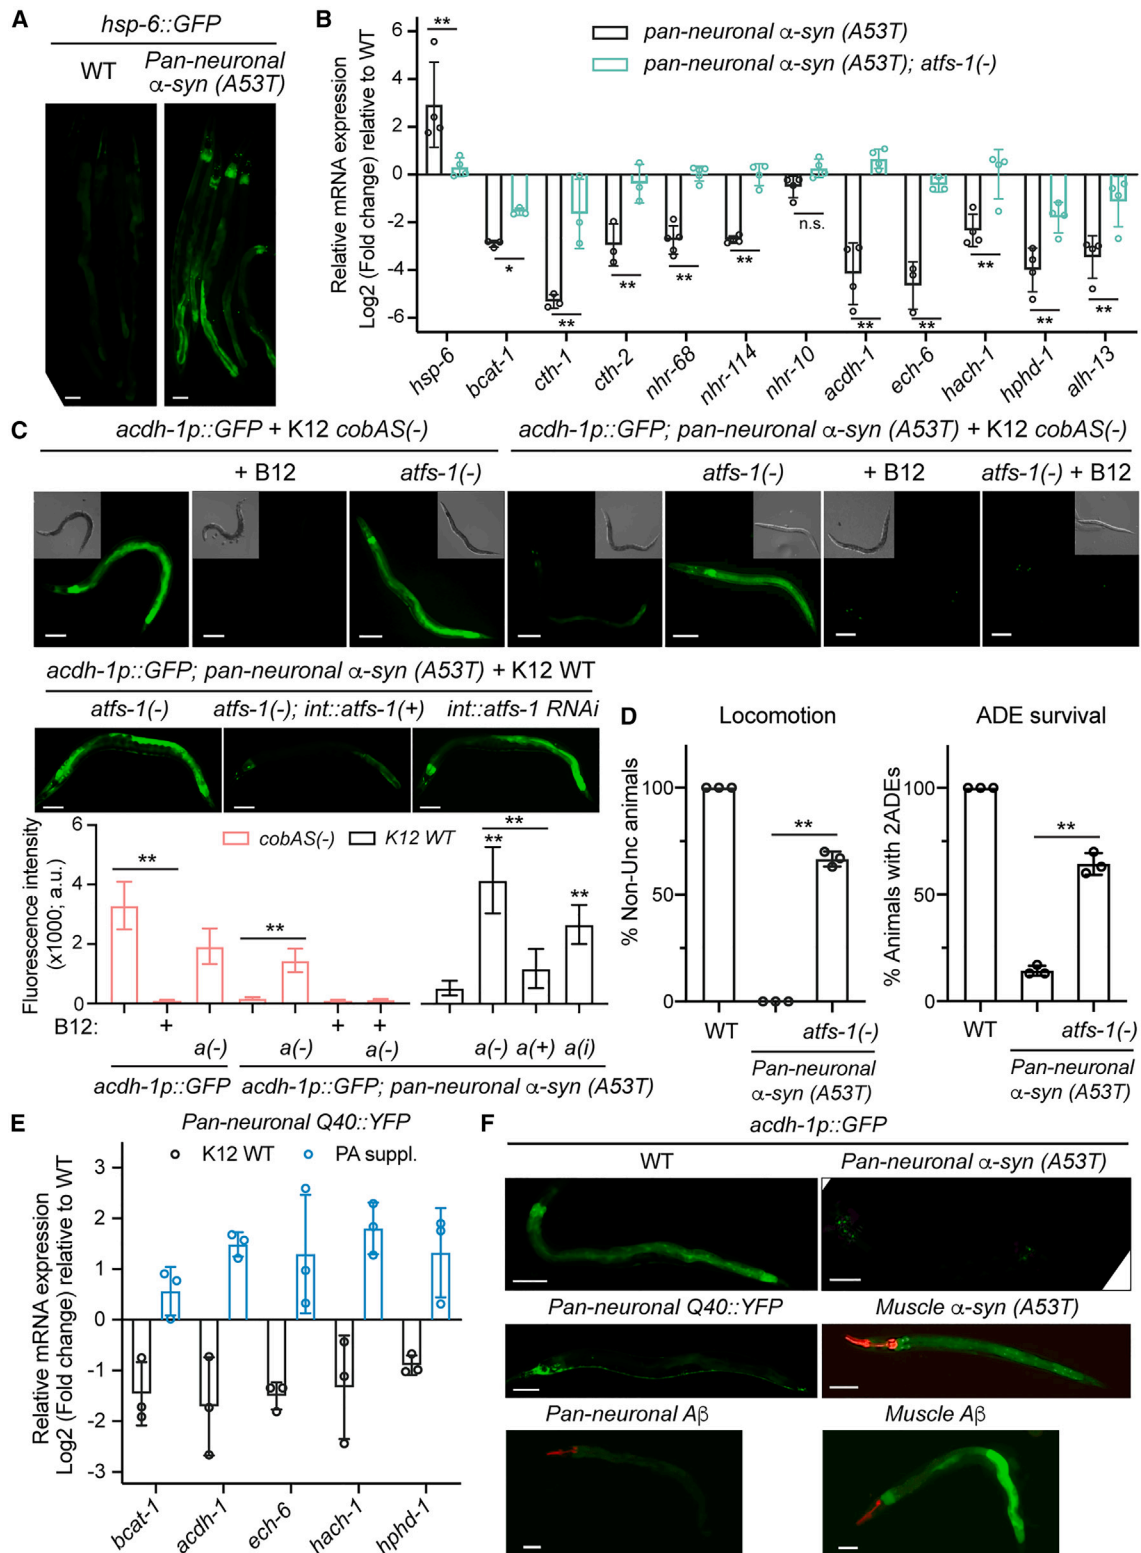 A
hsp-6::GFP
WT
Pan-neuronal
α-syn (A53T)
B
Relative mRNA expression
Log2 (Fold change) relative to WT
6
4
2
0
-2
-4
-6
pan-neuronal α-syn (A53T)
pan-neuronal α-syn (A53T); atfs-1(-)
**
*
**
**
**
**
n.s.
**
**
**
**
**
hsp-6
bcat-1
cth-1
cth-2
nhr-68
nhr-114
nhr-10
acdh-1
ech-6
hach-1
hphd-1
alh-13
C
acdh-1p::GFP + K12 cobAS(-)
acdh-1p::GFP; pan-neuronal α-syn (A53T) + K12 cobAS(-)
+ B12
atfs-1(-)
atfs-1(-)
+ B12
atfs-1(-) + B12
acdh-1p::GFP; pan-neuronal α-syn (A53T) + K12 WT
atfs-1(-)
atfs-1(-); int::atfs-1(+)
int::atfs-1 RNAi
Fluorescence intensity
(x1000; a.u.)
6
4
2
0
cobAS(-)
K12 WT
**
**
**
**
**
B12:
+
+
+
a(-)
a(-)
a(-)
a(-)
a(+)
a(i)
acdh-1p::GFP
acdh-1p::GFP; pan-neuronal α-syn (A53T)
D
Locomotion
% Non-Unc animals
100
50
0
**
WT
atfs-1(-)
Pan-neuronal
α-syn (A53T)
ADE survival
% Animals with 2ADEs
100
50
0
**
WT
atfs-1(-)
Pan-neuronal
α-syn (A53T)
E
Pan-neuronal Q40::YFP
K12 WT
PA suppl.
Relative mRNA expression
Log2 (Fold change) relative to WT
3
2
1
0
-1
-2
-3
bcat-1
acdh-1
ech-6
hach-1
hphd-1
F
acdh-1p::GFP
WT
Pan-neuronal α-syn (A53T)
Pan-neuronal Q40::YFP
Muscle α-syn (A53T)
Pan-neuronal Aβ
Muscle Aβ